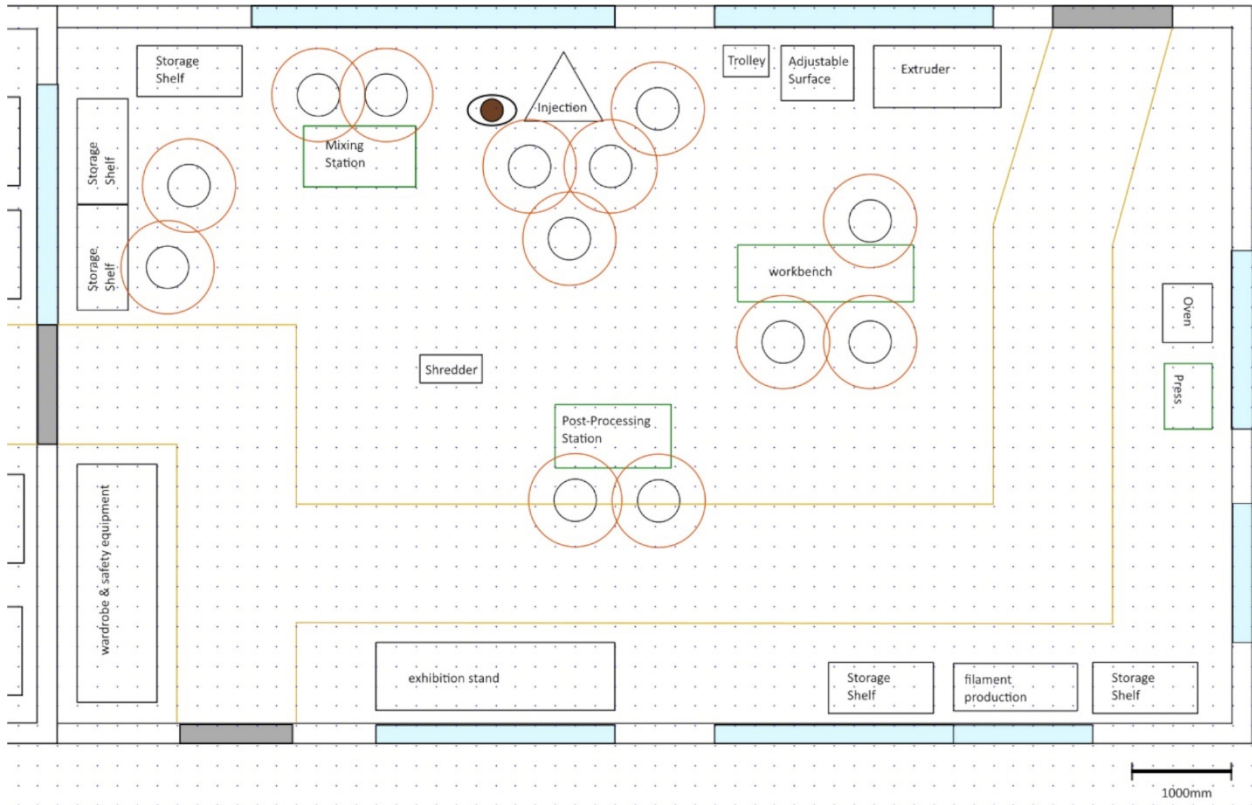 Storage
Shelf
Trolley
Adjustable
Surface
Extruder
Injection
Mixing
Station
Storage
Shelf
Storage
Shelf
workbench
Oven
Shredder
Press
Post-Processing
Station
wardrobe & safety equipment
exhibition stand
Storage
Shelf
filament
production
Storage
Shelf
1000mm